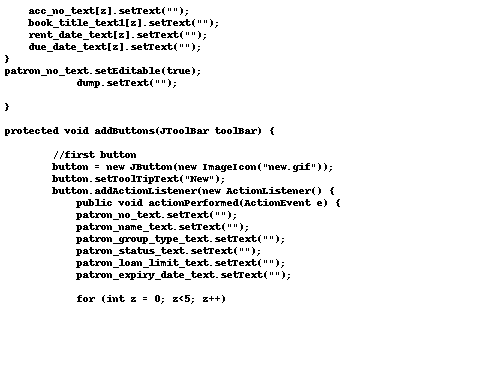 acc_no_text[z].setText("");
book_title_text1[z].setText("");
rent_date_text[z].setText("");
due_date_text[z].setText("");
}
patron_no_text.setEditable(true);
dump.setText("");
}
protected void addButtons(JToolBar toolBar) {
//first button
button = new JButton(new ImageIcon("new.gif"));
button.setToolTipText("New");
button.addActionListener(new ActionListener() {
public void actionPerformed(ActionEvent e) {
patron_no_text.setText("");
patron_name_text.setText("");
patron_group_type_text.setText("");
patron_status_text.setText("");
patron_loan_limit_text.setText("");
patron_expiry_date_text.setText("");
for (int z = 0; z<5; z++)